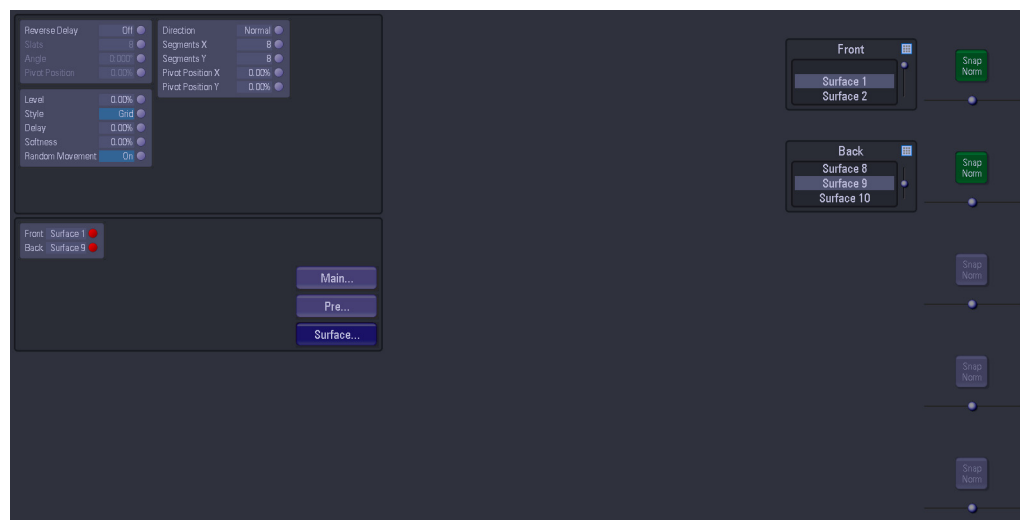 Reverse Delay Off
Slats 8
Angle 0.000°
Pivot Position 0.00%
Direction Normal
Segments X 8
Segments Y 8
Pivot Position X 0.00%
Pivot Position Y 0.00%
Level 0.00%
Style Grid
Delay 0.00%
Softness 0.00%
Random Movement On
Front Surface 1
Back Surface 9
Main...
Pre...
Surface...
Front
Surface 1
Surface 2
Snap
Norm
Back
Surface 8
Surface 9
Surface 10
Snap
Norm
Snap
Norm
Snap
Norm
Snap
Norm